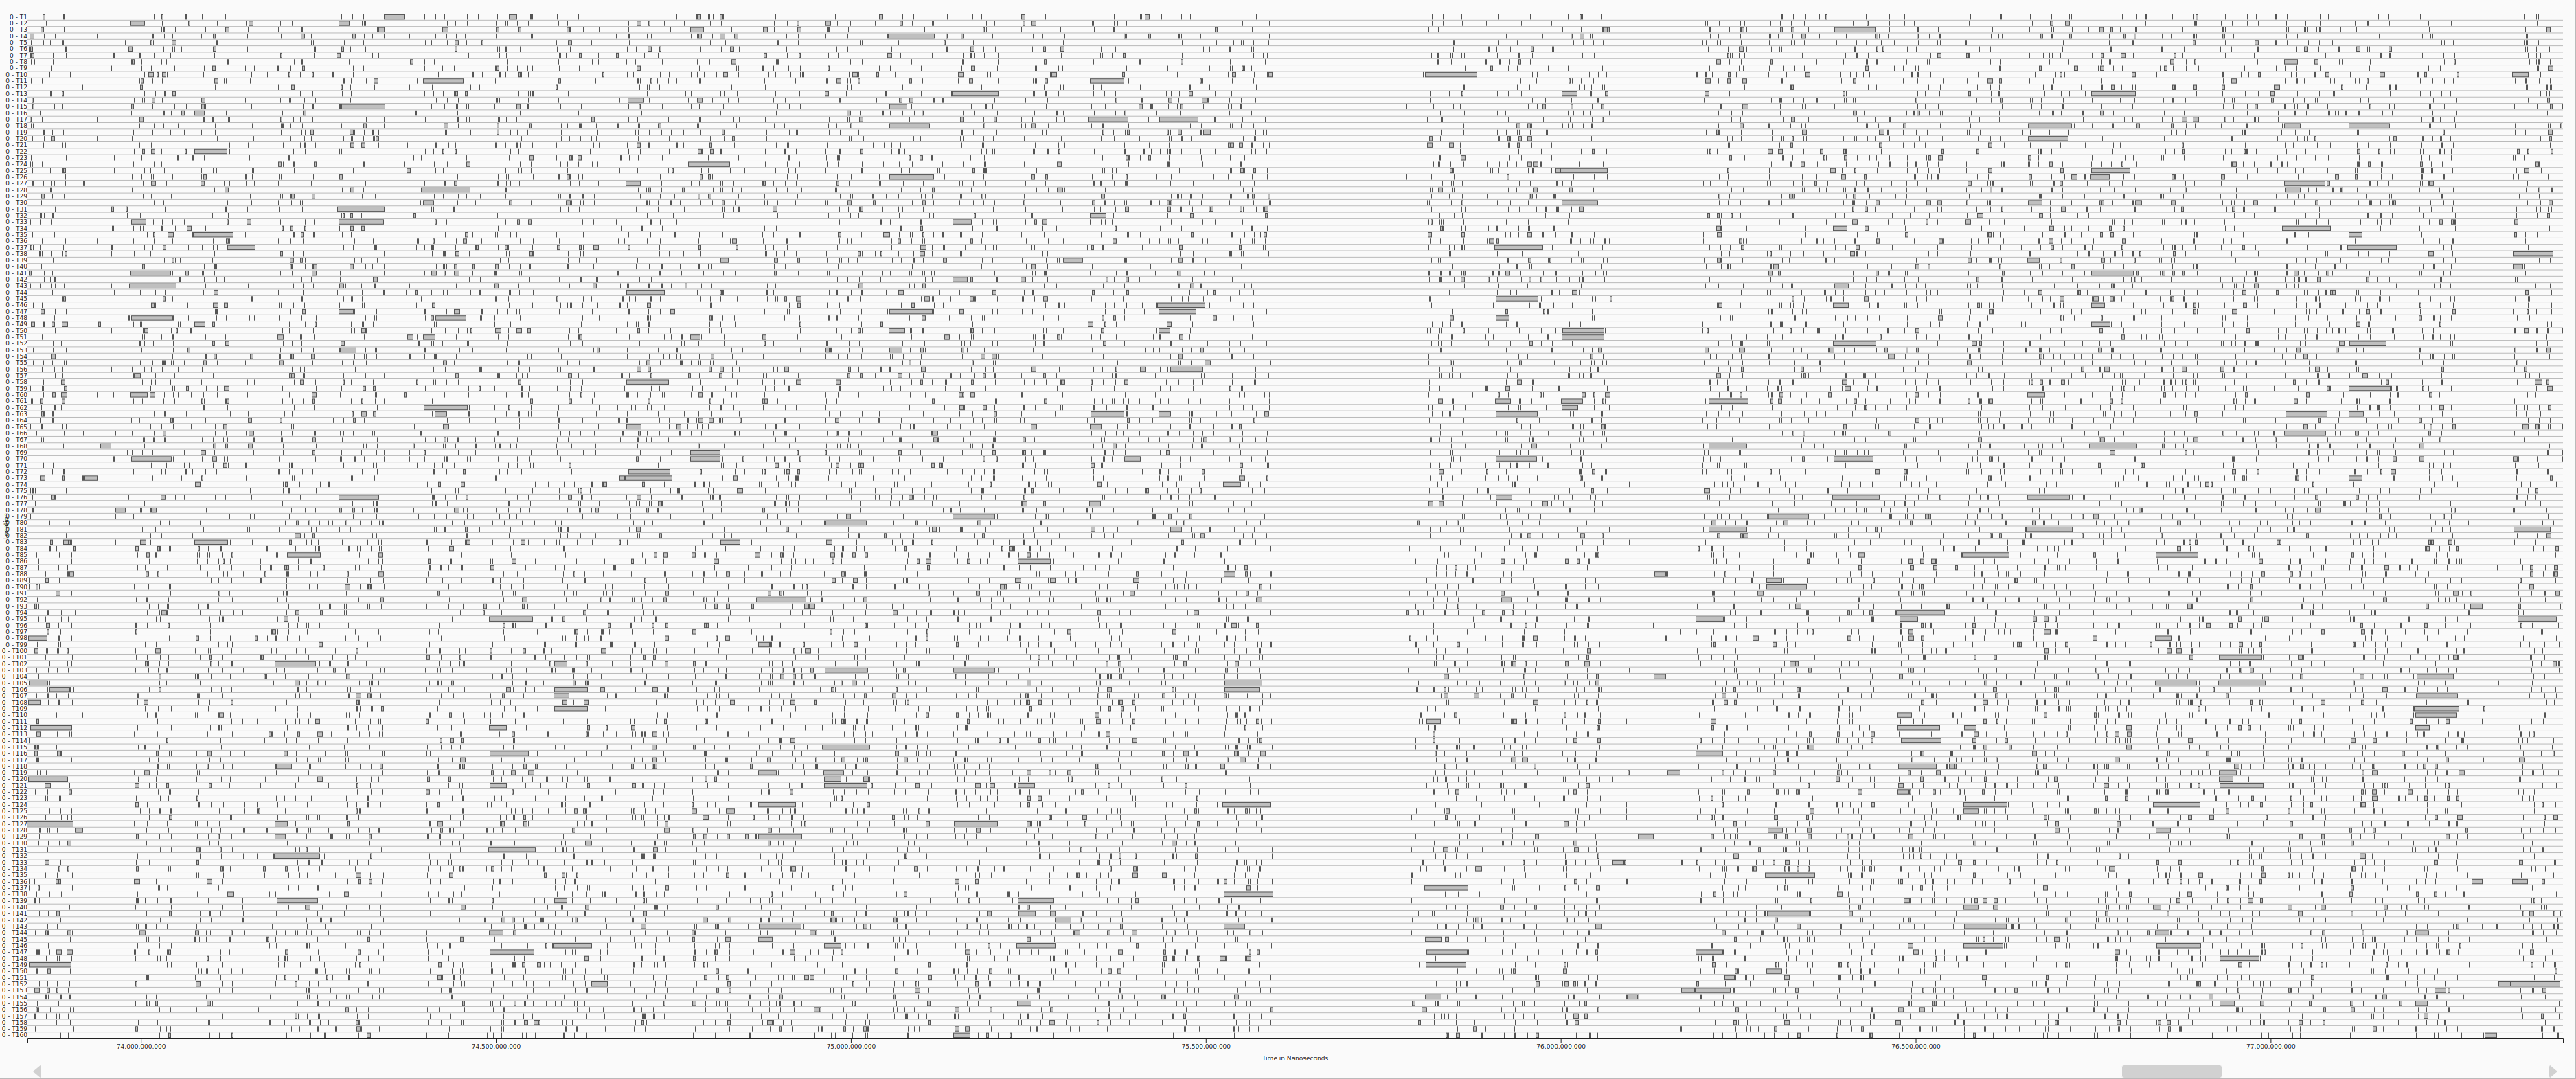 0 - T1
0 - T2
0 - T3
0 - T4
0 - T5
0 - T6
0 - T7
0 - T8
0 - T9
0 - T10
0 - T11
0 - T12
0 - T13
0 - T14
0 - T15
0 - T16
0 - T17
0 - T18
0 - T19
0 - T20
0 - T21
0 - T22
0 - T23
0 - T24
0 - T25
0 - T26
0 - T27
0 - T28
0 - T29
0 - T30
0 - T31
0 - T32
0 - T33
0 - T34
0 - T35
0 - T36
0 - T37
0 - T38
0 - T39
0 - T40
0 - T41
0 - T42
0 - T43
0 - T44
0 - T45
0 - T46
0 - T47
0 - T48
0 - T49
0 - T50
0 - T51
0 - T52
0 - T53
0 - T54
0 - T55
0 - T56
0 - T57
0 - T58
0 - T59
0 - T60
0 - T61
0 - T62
0 - T63
0 - T64
0 - T65
0 - T66
0 - T67
0 - T68
0 - T69
0 - T70
0 - T71
0 - T72
0 - T73
0 - T74
0 - T75
0 - T76
0 - T77
0 - T78
0 - T79
0 - T80
0 - T81
0 - T82
0 - T83
0 - T84
0 - T85
0 - T86
0 - T87
0 - T88
0 - T89
0 - T90
0 - T91
0 - T92
0 - T93
0 - T94
0 - T95
0 - T96
0 - T97
0 - T98
0 - T99
0 - T100
0 - T101
0 - T102
0 - T103
0 - T104
0 - T105
0 - T106
0 - T107
0 - T108
0 - T109
0 - T110
0 - T111
0 - T112
0 - T113
0 - T114
0 - T115
0 - T116
0 - T117
0 - T118
0 - T119
0 - T120
0 - T121
0 - T122
0 - T123
0 - T124
0 - T125
0 - T126
0 - T127
0 - T128
0 - T129
0 - T130
0 - T131
0 - T132
0 - T133
0 - T134
0 - T135
0 - T136
0 - T137
0 - T138
0 - T139
0 - T140
0 - T141
0 - T142
0 - T143
0 - T144
0 - T145
0 - T146
0 - T147
0 - T148
0 - T149
0 - T150
0 - T151
0 - T152
0 - T153
0 - T154
0 - T155
0 - T156
0 - T157
0 - T158
0 - T159
0 - T160
74,000,000,000 74,500,000,000 75,000,000,000 75,500,000,000 76,000,000,000 76,500,000,000 77,000,000,000
Time in Nanoseconds